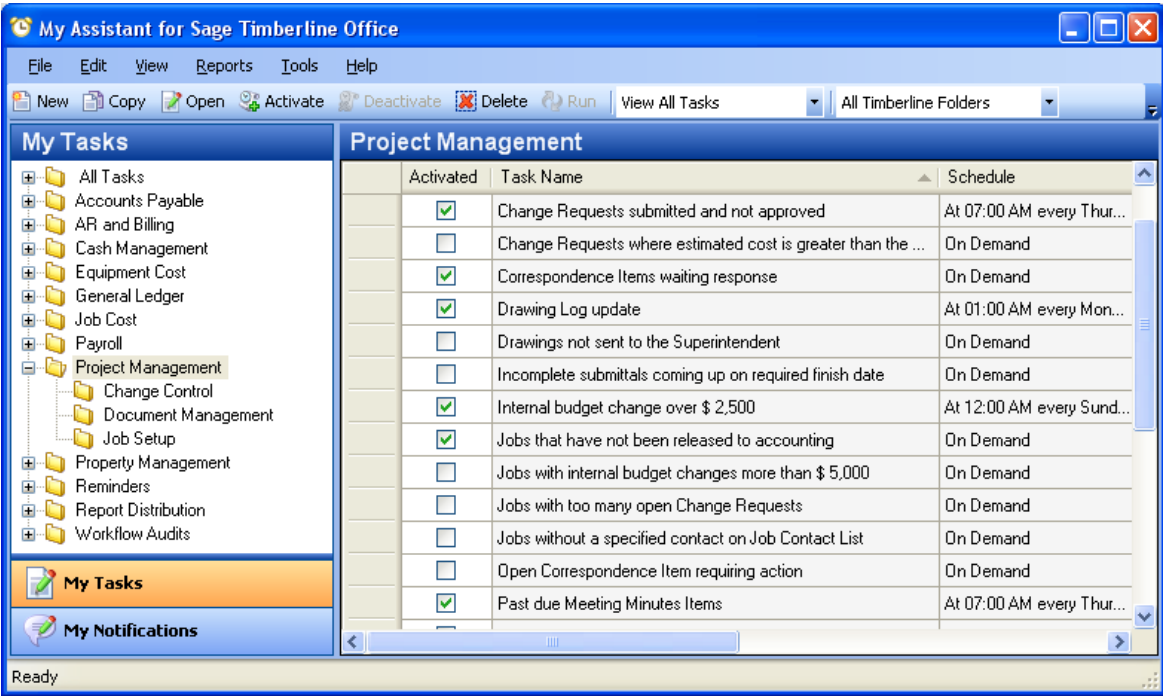 My Assistant for Sage Timberline Office
File Edit View Reports Tools Help
New Copy Open Activate Deactivate Delete Run View All Tasks All Timberline Folders
My Tasks
All Tasks
Accounts Payable
AR and Billing
Cash Management
Equipment Cost
General Ledger
Job Cost
Payroll
Project Management
Change Control
Document Management
Job Setup
Property Management
Reminders
Report Distribution
Workflow Audits
My Tasks
My Notifications
Project Management
Activated Task Name Schedule
Change Requests submitted and not approved At 07:00 AM every Thur...
Change Requests where estimated cost is greater than the ... On Demand
Correspondence Items waiting response On Demand
Drawing Log update At 01:00 AM every Mon...
Drawings not sent to the Superintendent On Demand
Incomplete submittals coming up on required finish date On Demand
Internal budget change over $ 2,500 At 12:00 AM every Sund...
Jobs that have not been released to accounting On Demand
Jobs with internal budget changes more than $ 5,000 On Demand
Jobs with too many open Change Requests On Demand
Jobs without a specified contact on Job Contact List On Demand
Open Correspondence Item requiring action On Demand
Past due Meeting Minutes Items At 07:00 AM every Thur...
Ready